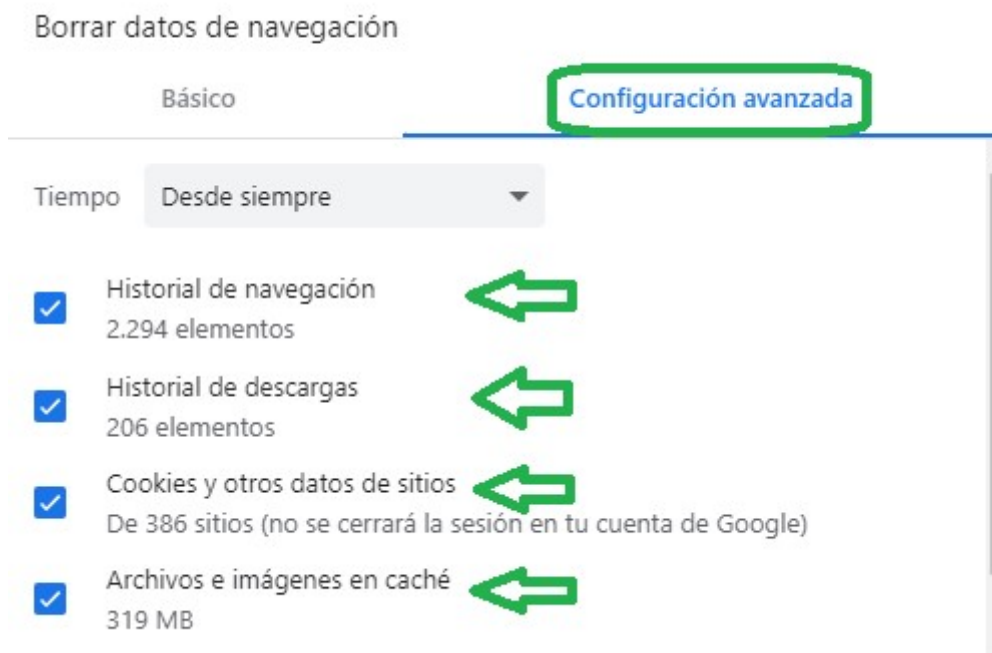 Borrar datos de navegación
Básico
Configuración avanzada
Tiempo Desde siempre
Historial de navegación
2.294 elementos
Historial de descargas
206 elementos
Cookies y otros datos de sitios
De 386 sitios (no se cerrará la sesión en tu cuenta de Google)
Archivos e imágenes en caché
319 MB